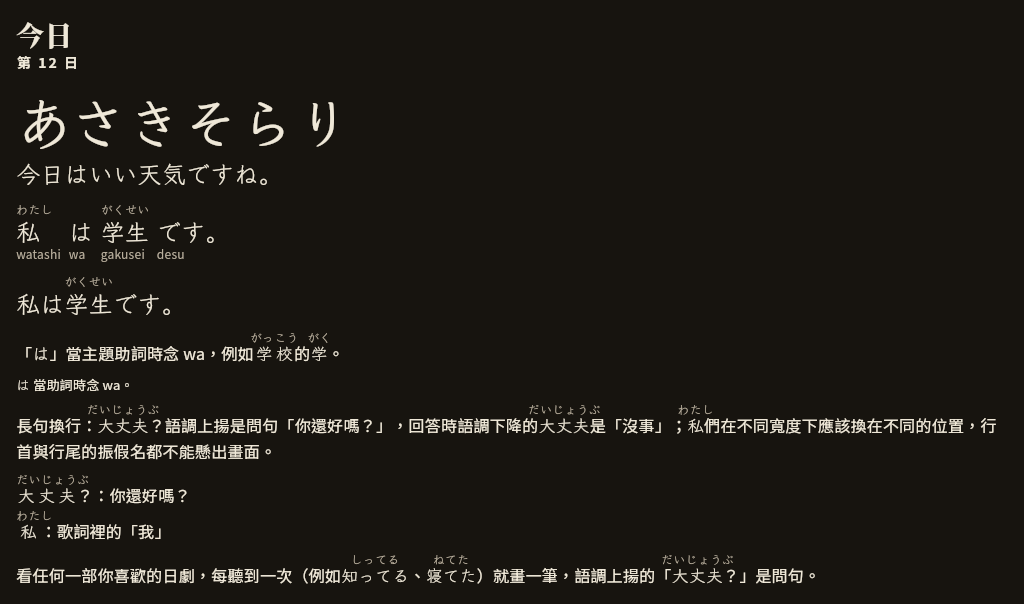 今日
第 12 日
あさきそらり
今日はいい天気ですね。
わたし がくせい
私 は 学生 です。
watashi wa gakusei desu
がくせい
私は学生です。
がっこう がく
「は」當主題助詞時念 wa，例如学校的学。
は 當助詞時念 wa。
だいじょうぶ だいじょうぶ わたし
長句換行：大丈夫？語調上揚是問句「你還好嗎？」，回答時語調下降的大丈夫是「沒事」；私們在不同寬度下應該換在不同的位置，行
首與行尾的振假名都不能懸出畫面。
だいじょうぶ
大丈夫？：你還好嗎？
わたし
私：歌詞裡的「我」
しってる ねてた だいじょうぶ
看任何一部你喜歡的日劇，每聽到一次（例如知ってる、寝てた）就畫一筆，語調上揚的「大丈夫？」是問句。